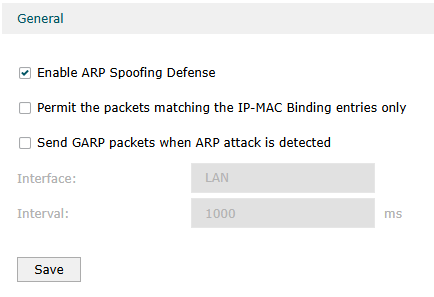 General
Enable ARP Spoofing Defense
Permit the packets matching the IP-MAC Binding entries only
Send GARP packets when ARP attack is detected
Interface: LAN
Interval: 1000 ms
Save